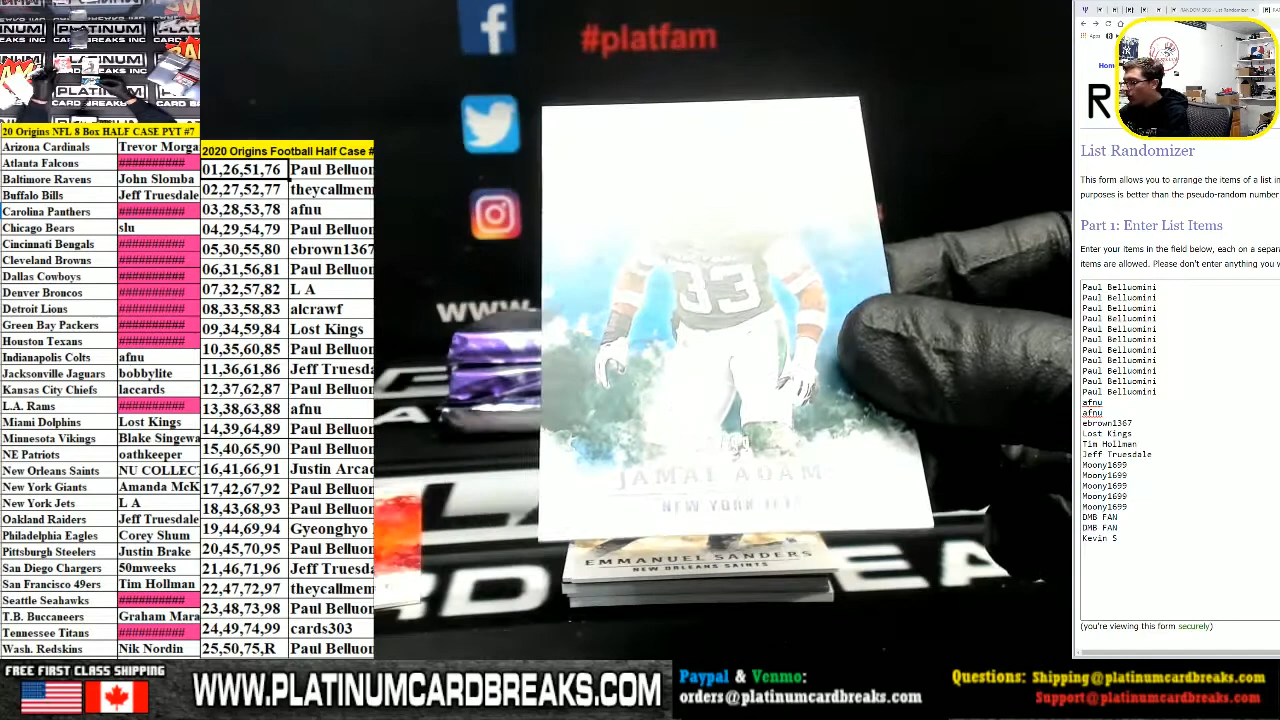 #platfam
20 Origins NFL 8 Box HALF CASE PYT #7
Arizona Cardinals Trevor Morga
Atlanta Falcons ##########
Baltimore Ravens John Slomba
Buffalo Bills Jeff Truesdale
Carolina Panthers ##########
Chicago Bears slu
Cincinnati Bengals ##########
Cleveland Browns ##########
Dallas Cowboys ##########
Denver Broncos ##########
Detroit Lions ##########
Green Bay Packers ##########
Houston Texans ##########
Indianapolis Colts afnu
Jacksonville Jaguars bobbylite
Kansas City Chiefs laccards
L.A. Rams ##########
Miami Dolphins Lost Kings
Minnesota Vikings Blake Singewa
NE Patriots oathkeeper
New Orleans Saints NU COLLECT
New York Giants Amanda McK
New York Jets L A
Oakland Raiders Jeff Truesdale
Philadelphia Eagles Corey Shum
Pittsburgh Steelers Justin Brake
San Diego Chargers 50mweeks
San Francisco 49ers Tim Hollman
Seattle Seahawks ##########
T.B. Buccaneers Graham Mara
Tennessee Titans ##########
Wash. Redskins Nik Nordin
2020 Origins Football Half Case #
01,26,51,76 Paul Belluon
02,27,52,77 theycallmem
03,28,53,78 afnu
04,29,54,79 Paul Belluon
05,30,55,80 ebrown1367
06,31,56,81 Paul Belluon
07,32,57,82 L A
08,33,58,83 alcrawf
09,34,59,84 Lost Kings
10,35,60,85 Paul Belluon
11,36,61,86 Jeff Truesda
12,37,62,87 Paul Belluon
13,38,63,88 afnu
14,39,64,89 Paul Belluon
15,40,65,90 Paul Belluon
16,41,66,91 Justin Arcad
17,42,67,92 Paul Belluon
18,43,68,93 Paul Belluon
19,44,69,94 Gyeonghyo
20,45,70,95 Paul Belluon
21,46,71,96 Jeff Truesda
22,47,72,97 theycallmem
23,48,73,98 Paul Belluon
24,49,74,99 cards303
25,50,75,R Paul Belluon
www.
33
JAMAL ADAM
NEW YORK JET
EMMANUEL SANDERS
NEW ORLEANS SAINTS
List Randomizer
This form allows you to arrange the items of a list in
purposes is better than the pseudo-random number
Part 1: Enter List Items
Enter your items in the field below, each on a separ
items are allowed. Please don't enter anything you w
Paul Belluomini
Paul Belluomini
Paul Belluomini
Paul Belluomini
Paul Belluomini
Paul Belluomini
Paul Belluomini
Paul Belluomini
Paul Belluomini
Paul Belluomini
Paul Belluomini
afnu
afnu
ebrown1367
Lost Kings
Tim Hollman
Jeff Truesdale
Moony1699
Moony1699
Moony1699
Moony1699
Moony1699
DMB FAN
DMB FAN
Kevin S
(you're viewing this form securely)
FREE FIRST CLASS SHIPPING
WWW.PLATINUMCARDBREAKS.COM
Paypal & Venmo:
orders@platinumcardbreaks.com
Questions: Shipping@platinumcardbreaks.com
Support@platinumcardbreaks.com